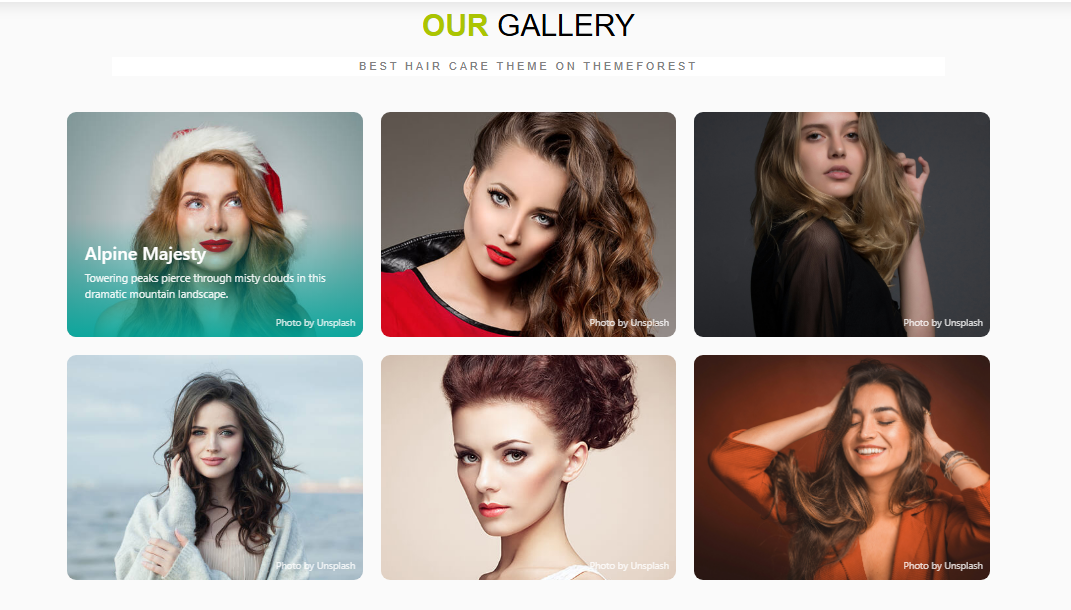 OUR GALLERY
BEST HAIR CARE THEME ON THEMEFOREST
Alpine Majesty
Towering peaks pierce through misty clouds in this
dramatic mountain landscape.
Photo by Unsplash
Photo by Unsplash
Photo by Unsplash
Photo by Unsplash
Photo by Unsplash
Photo by Unsplash